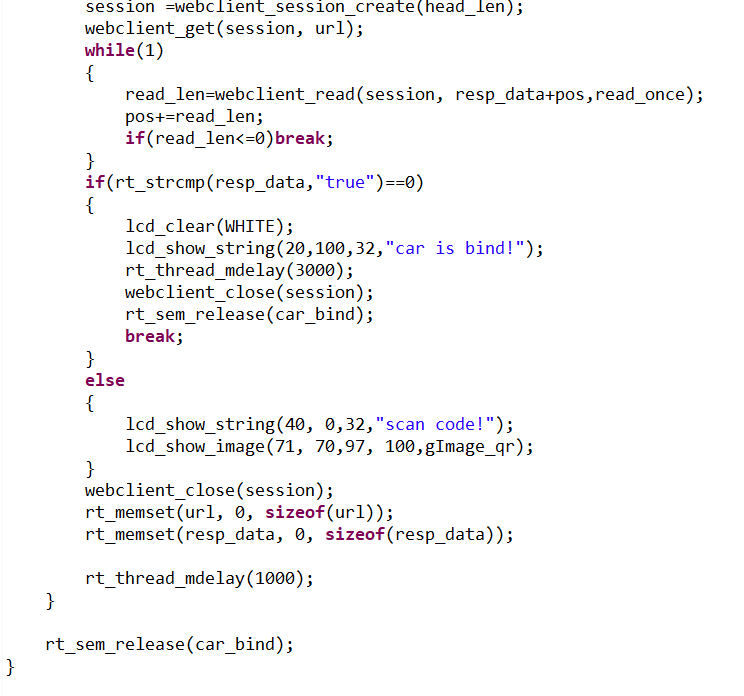 session =webclient_session_create(head_len);
webclient_get(session, url);
while(1)
{
read_len=webclient_read(session, resp_data+pos,read_once);
pos+=read_len;
if(read_len<=0)break;
}
if(rt_strcmp(resp_data,"true")==0)
{
lcd_clear(WHITE);
lcd_show_string(20,100,32,"car is bind!");
rt_thread_mdelay(3000);
webclient_close(session);
rt_sem_release(car_bind);
break;
}
else
{
lcd_show_string(40, 0,32,"scan code!");
lcd_show_image(71, 70,97, 100,gImage_qr);
}
webclient_close(session);
rt_memset(url, 0, sizeof(url));
rt_memset(resp_data, 0, sizeof(resp_data));
rt_thread_mdelay(1000);
}
rt_sem_release(car_bind);
}